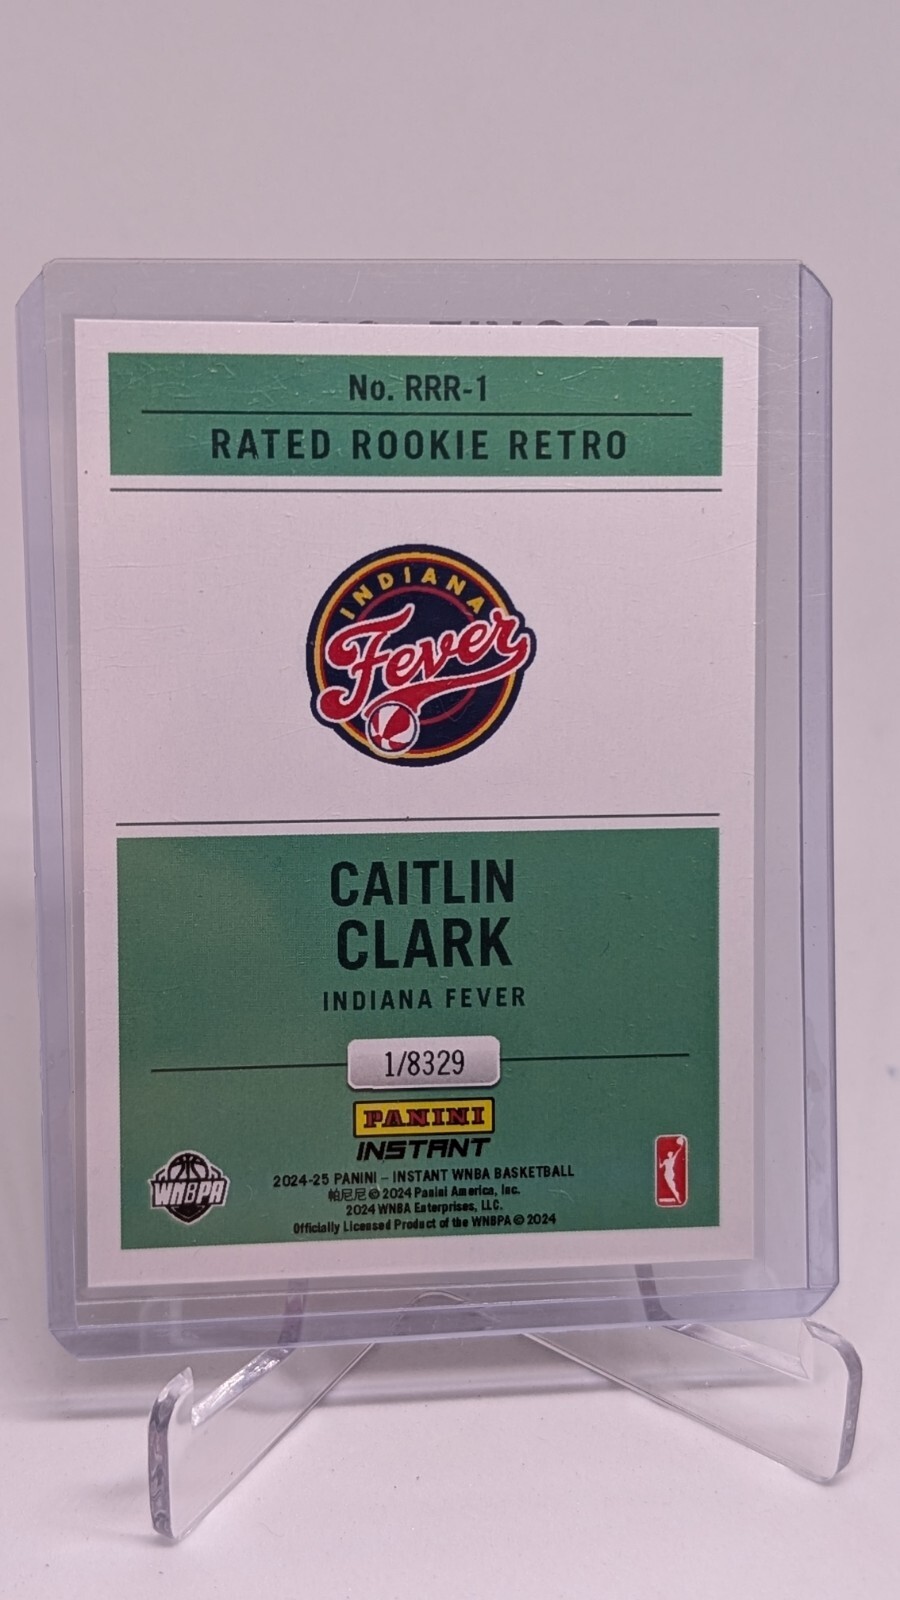 No. RRR-1
RATED ROOKIE RETRO
INDIANA
Fever
CAITLIN
CLARK
INDIANA FEVER
1/8329
PANINI
INSTANT
2024-25 PANINI – INSTANT WNBA BASKETBALL
帕尼尼 © 2024 Panini America, Inc.
2024 WNBA Enterprises, LLC.
Officially Licensed Product of the WNBPA © 2024
WNBPA